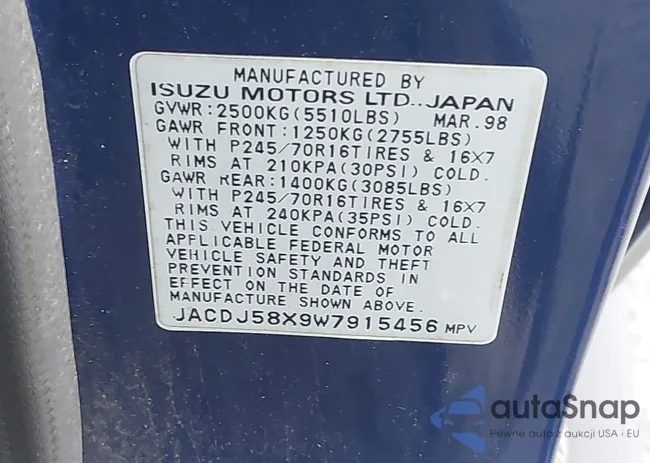 MANUFACTURED BY
ISUZU MOTORS LTD., JAPAN
GVWR:2500KG(5510LBS) MAR.98
GAWR FRONT:1250KG(2755LBS)
WITH P245/70R16TIRES & 16X7
RIMS AT 210KPA(30PSI) COLD.
GAWR REAR:1400KG(3085LBS)
WITH P245/70R16TIRES & 16X7
RIMS AT 240KPA(35PSI) COLD.
THIS VEHICLE CONFORMS TO ALL
APPLICABLE FEDERAL MOTOR
VEHICLE SAFETY AND THEFT
PREVENTION STANDARDS IN
EFFECT ON THE DATE OF
MANUFACTURE SHOWN ABOVE.
JACDJ58X9W7915456 MPV
autoSnap
Pewne auto z aukcji USA i EU